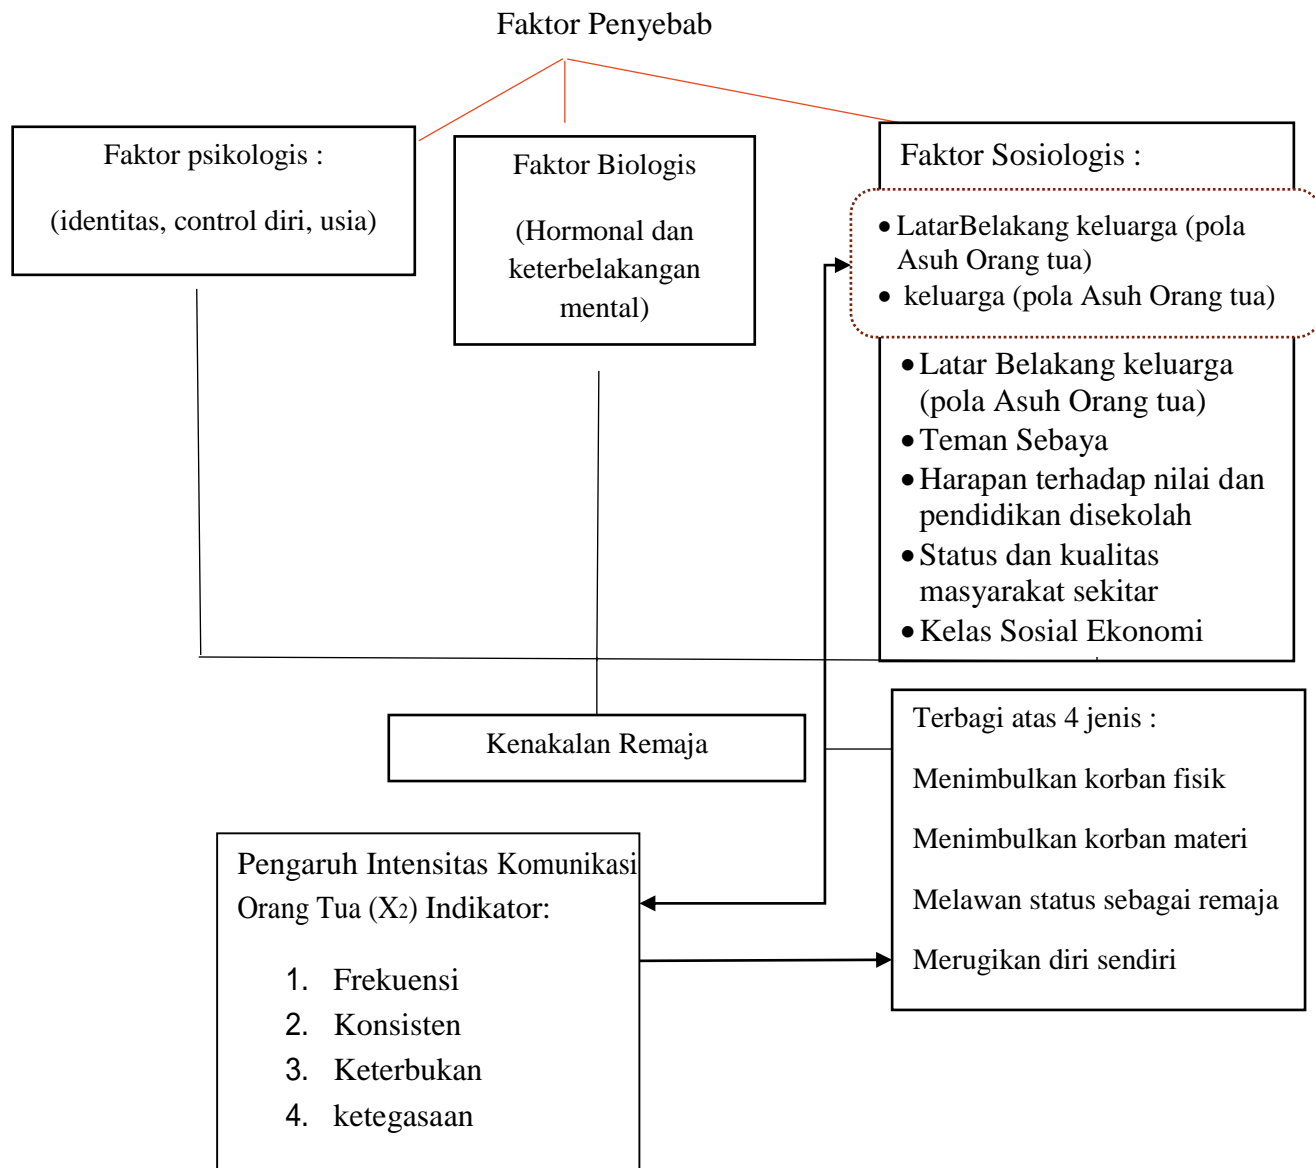 Faktor Penyebab
Faktor psikologis :
(identitas, control diri, usia)
Faktor Biologis
(Hormonal dan
keterbelakangan
mental)
Faktor Sosiologis :
• LatarBelakang keluarga (pola
Asuh Orang tua)
• keluarga (pola Asuh Orang tua)
• Latar Belakang keluarga
(pola Asuh Orang tua)
• Teman Sebaya
• Harapan terhadap nilai dan
pendidikan disekolah
• Status dan kualitas
masyarakat sekitar
• Kelas Sosial Ekonomi
Kenakalan Remaja
Terbagi atas 4 jenis :
Menimbulkan korban fisik
Menimbulkan korban materi
Melawan status sebagai remaja
Merugikan diri sendiri
Pengaruh Intensitas Komunikasi
Orang Tua (X2) Indikator:
1. Frekuensi
2. Konsisten
3. Keterbukan
4. ketegasaan